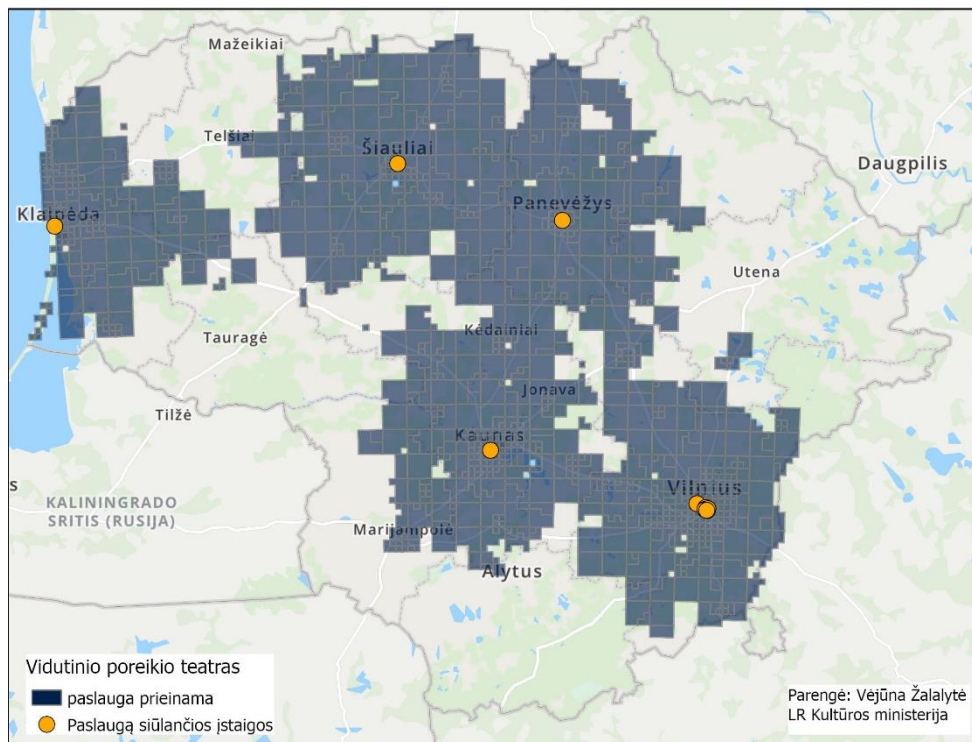 Mažeikiai
Telšiai
Šiauliai
Daugpilis
Klaipėda
Panevėžys
Utena
Tauragė
Kėdainiai
Jonava
Tilžė
Kaunas
s
Vilnius
KALININGRADO
SRITIS (RUSIJA)
Marijampolė
Alytus
Vidutinio poreikio teatras
paslauga prieinama
Paslaugą siūlančios įstaigos
Parengė: Vėjūna Žalalytė
LR Kultūros ministerija